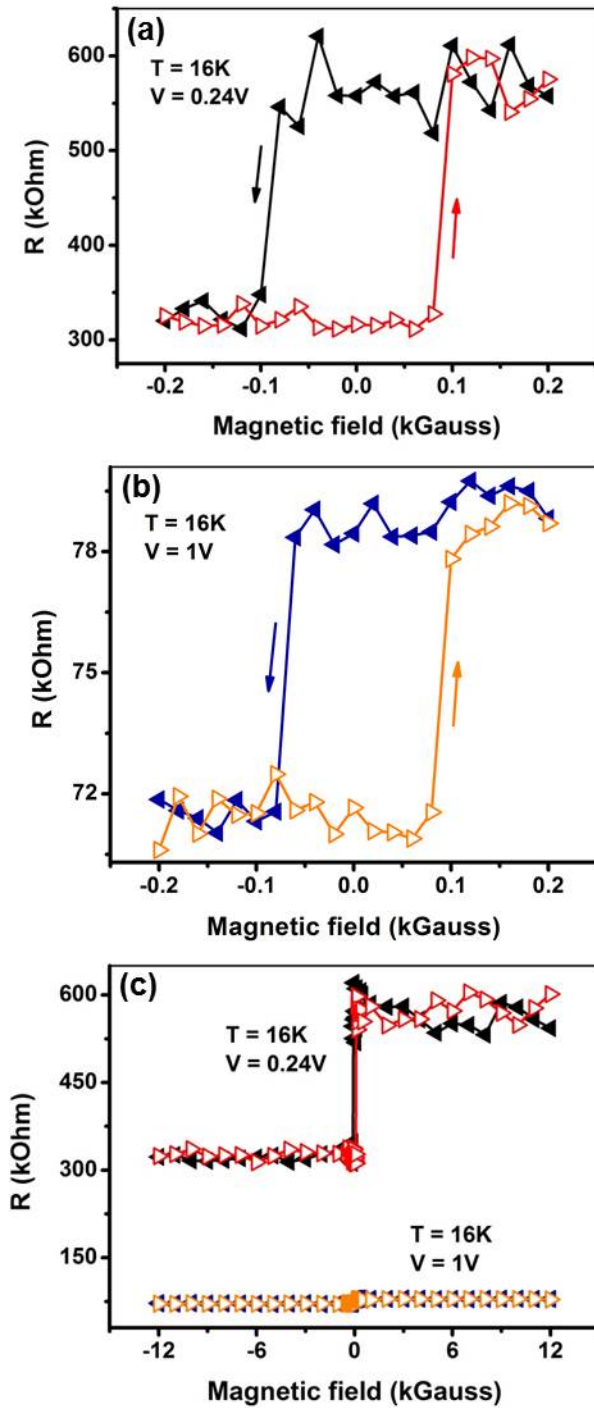 (a)
T = 16K
V = 0.24V
600
500
400
300
R (kOhm)
-0.2 -0.1 0.0 0.1 0.2
Magnetic field (kGauss)
(b)
T = 16K
V = 1V
78
75
72
R (kOhm)
-0.2 -0.1 0.0 0.1 0.2
Magnetic field (kGauss)
(c)
T = 16K
V = 0.24V
600
450
300
150
R (kOhm)
T = 16K
V = 1V
-12 -6 0 6 12
Magnetic field (kGauss)